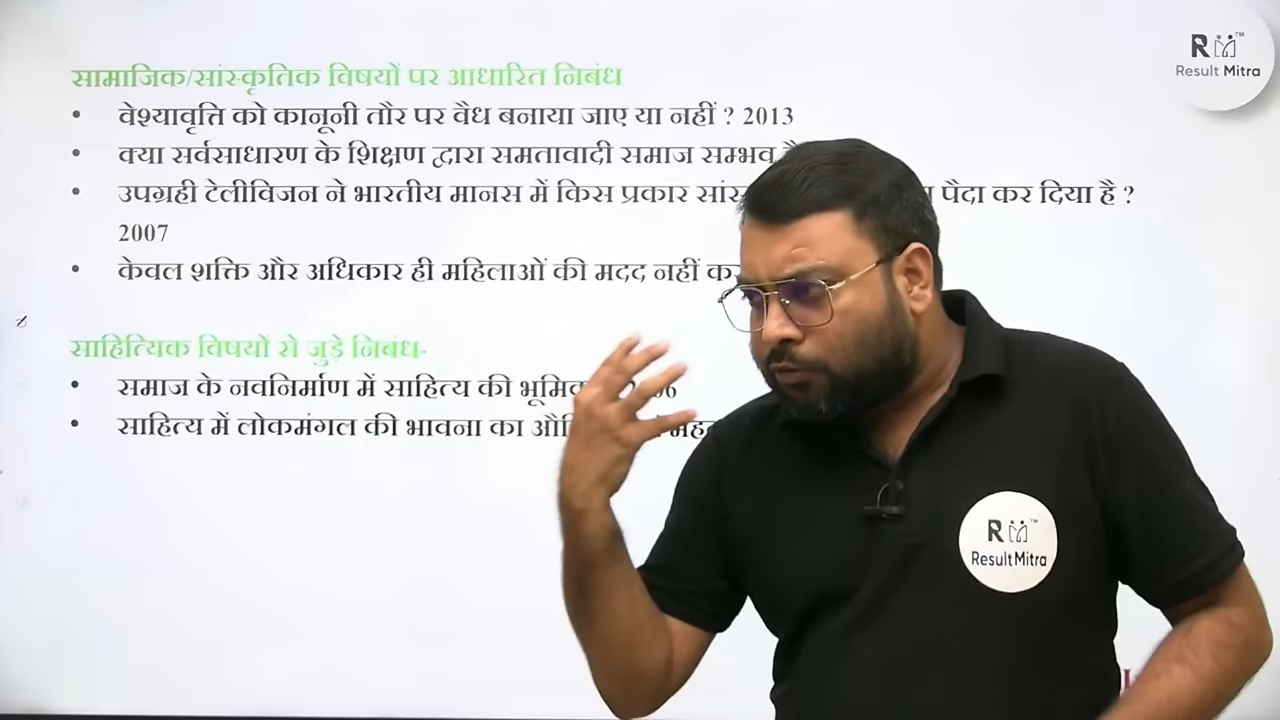 R™
Result Mitra
सामाजिक/सांस्कृतिक विषयों पर आधारित निबंध
• वेश्यावृत्ति को कानूनी तौर पर वैध बनाया जाए या नहीं ? 2013
• क्या सर्वसाधारण के शिक्षण द्वारा समतावादी समाज सम्भव
• उपग्रही टेलीविजन ने भारतीय मानस में किस प्रकार पैदा कर दिया है ?
2007
• केवल शक्ति और अधिकार ही महिलाओं की मदद नहीं
साहित्यिक विषयों से जुड़े निबंध-
• समाज के नवनिर्माण में साहित्य की
• साहित्य में लोकमंगल की भावना का
R™
Result Mitra